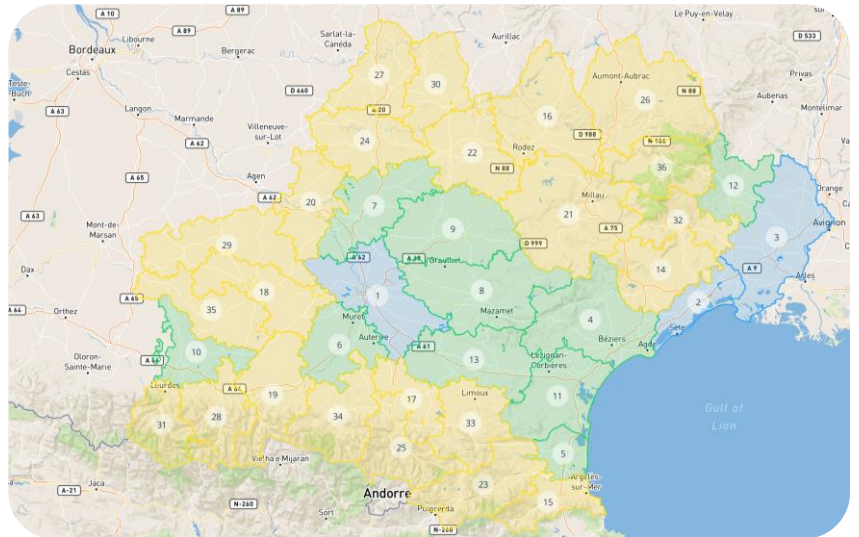 A 10
A 89
Libourne
A 89
Bordeaux
Cestas
Bergerac
Sarlat-la-
Canéda
Aurillac
Le Puy-en-Velay
D 533
Privas
Aubenas
Montélimar
Aumont-Aubrac
N 88
27
30
16
26
A 63
Langon
Marmande
D 660
A 20
Villeneuve-
sur-Lot
A 62
24
22
Rodez
D 988
N 106
36
12
Orange
Agen
A 65
N 88
A 62
20
7
9
21
Millau
A 75
32
3
Avignon
A 63
Mont-de-
Marsan
29
D 999
A 62
A 68
Graulhet
14
A 9
Arles
Dax
A 65
18
1
8
2
Sète
35
Muret
Mazamet
4
Orthez
A 64
Béziers
Agde
10
6
Auterive
A 61
13
Lézignan-
Corbières
Oloron-
Sainte-Marie
A 64
Lourdes
A 64
19
17
Limoux
11
Gulf of
Lion
31
28
34
33
25
5
Vielha e Mijaran
23
Argelès-
sur-Mer
A-21
Jaca
Andorre
15
N-260
Sort
Puigcerdà
N-260